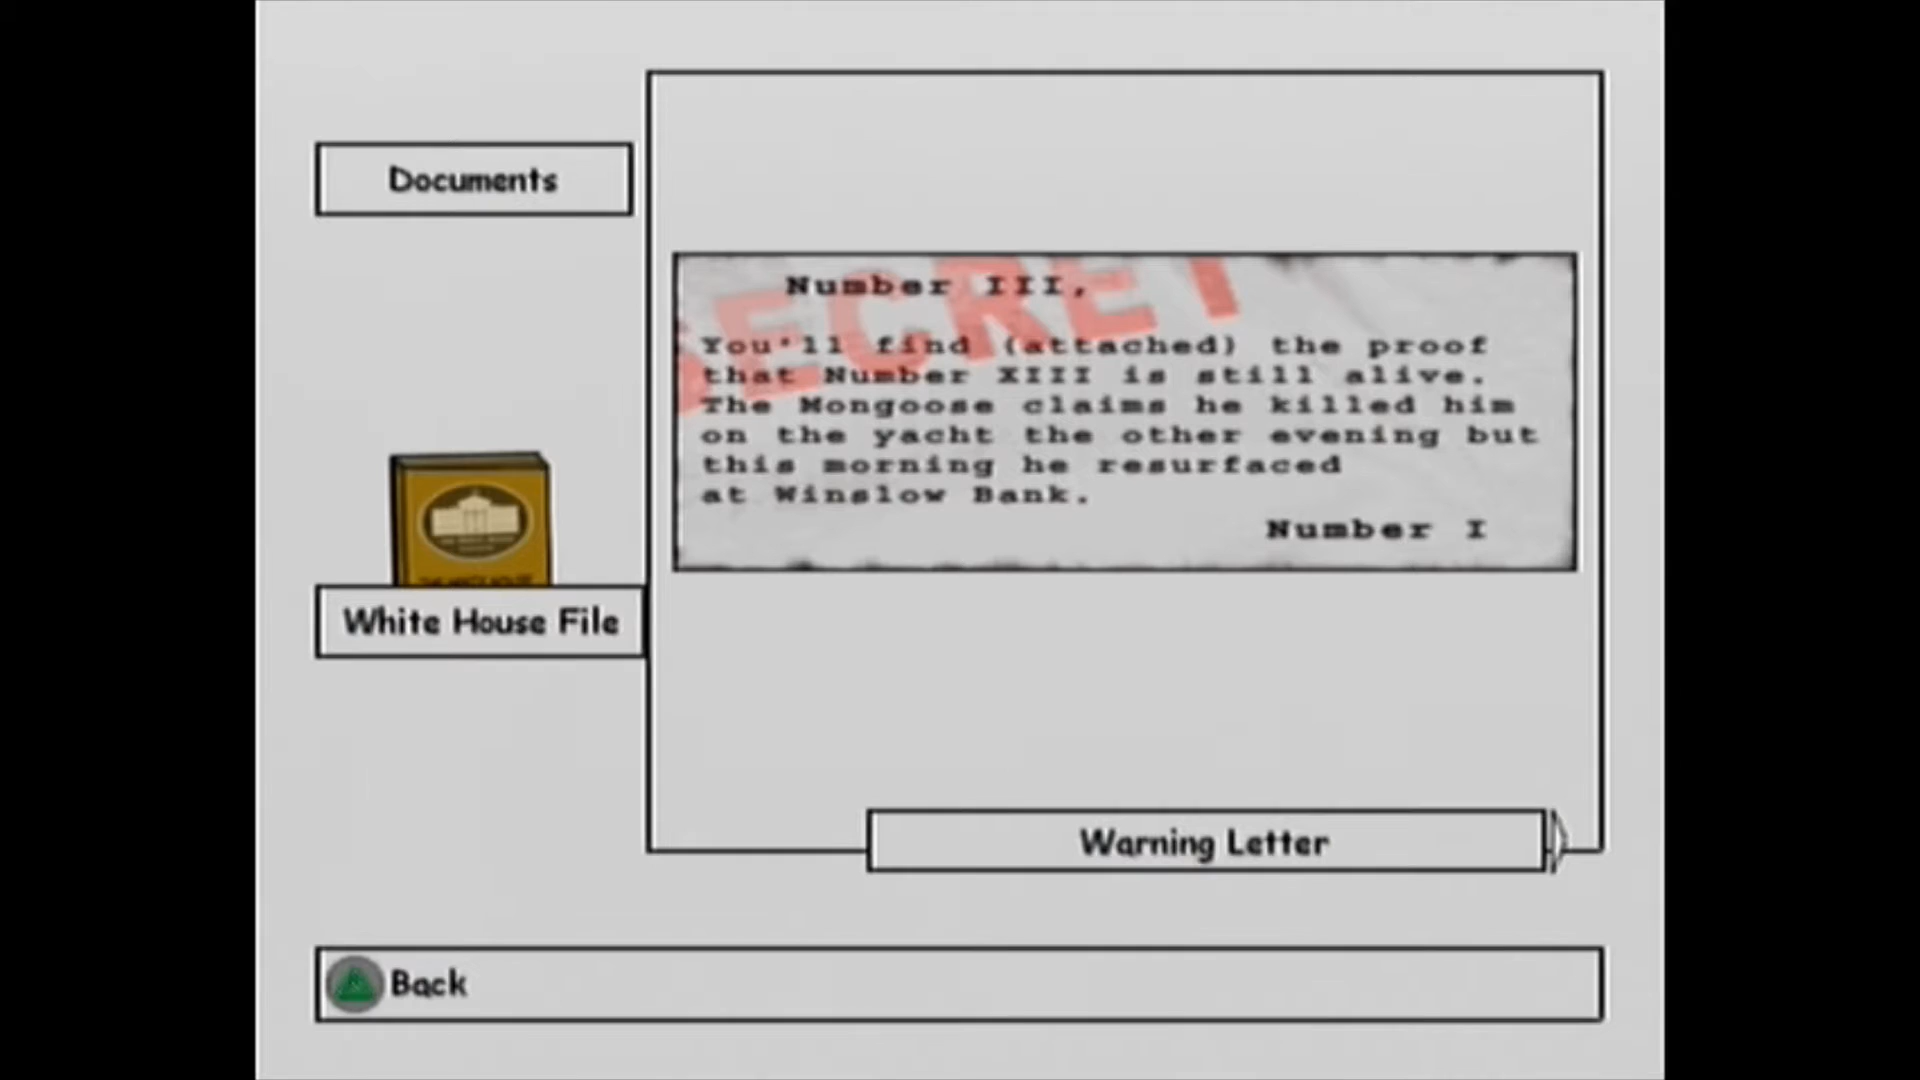 Documents
SECRET
Number III,
You'll find (attached) the proof
that Number XIII is still alive.
The Mongoose claims he killed him
on the yacht the other evening but
this morning he resurfaced
at Winslow Bank.
Number I
White House File
Warning Letter
Back